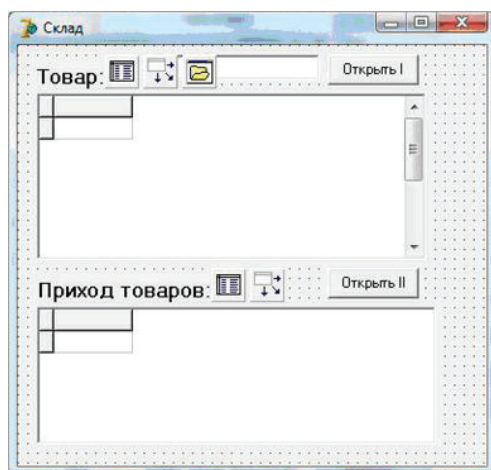 Склад
Товар:
Открыть I
Приход товаров:
Открыть II